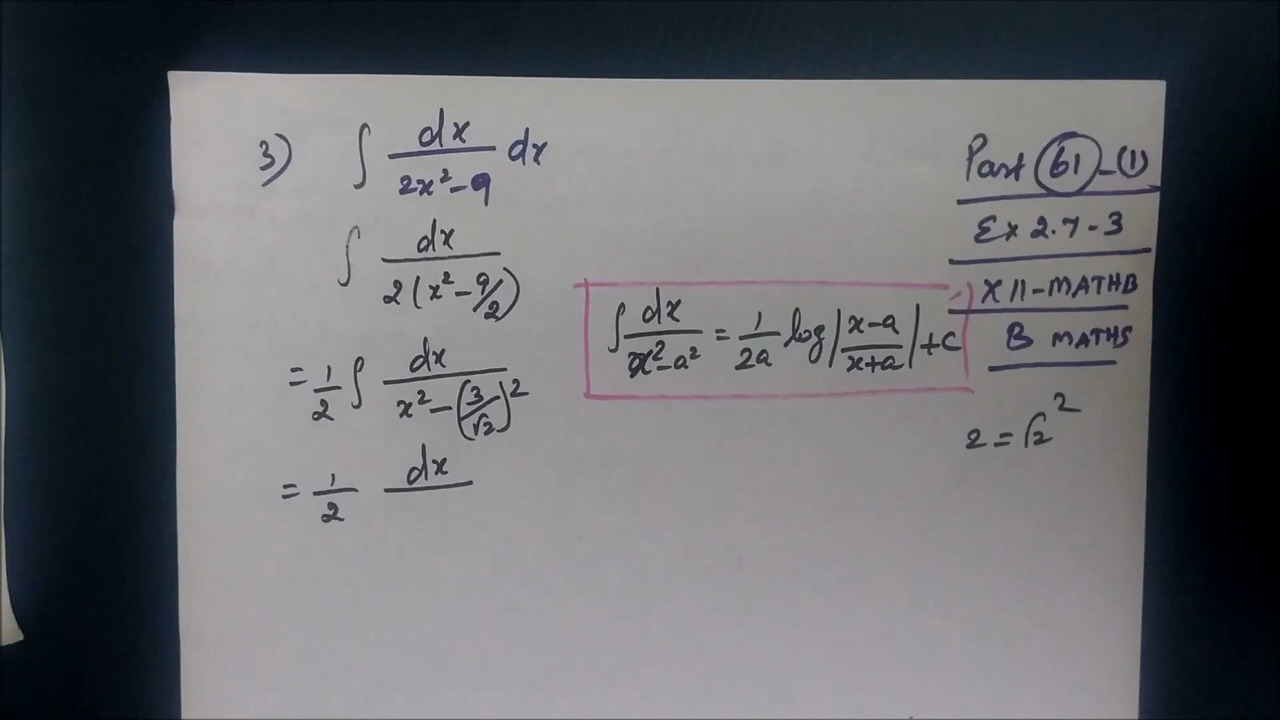 3) ∫ dx/(2x²-9) dx
∫ dx/(2(x²-9/2))
= 1/2 ∫ dx/(x²-(3/√2)²)
= 1/2 dx
∫ dx/(x²-a²) = 1/(2a) log|(x-a)/(x+a)|+c
Part 61-(1)
Ex 2.7-3
XII-MATHB
B MATHS
2=√2²